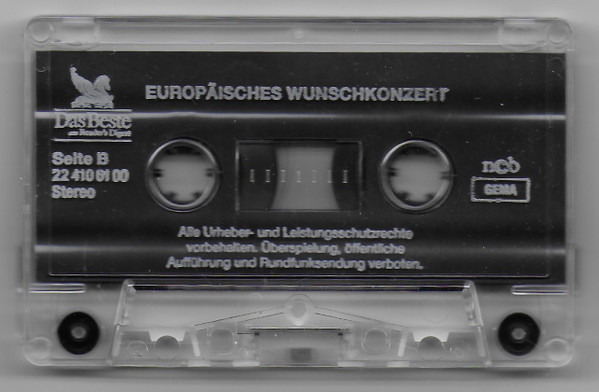 EUROPÄISCHES WUNSCHKONZERT
Das Beste
aus Reader's Digest
Seite B
22 410 61 00
Stereo
ncb
GEMA
Alle Urheber- und Leistungsschutzrechte
vorbehalten. Überspielung, öffentliche
Aufführung und Rundfunksendung verboten.